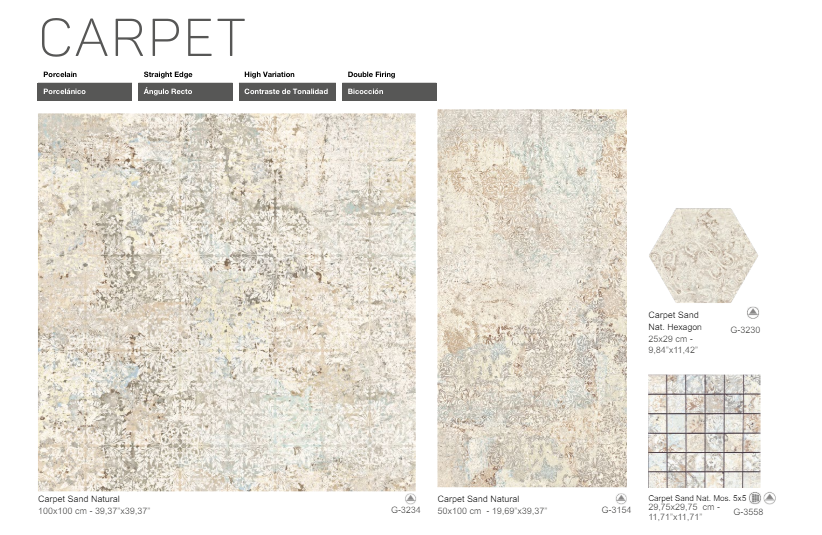 CARPET
Porcelain Straight Edge High Variation Double Firing
Porcelánico Ángulo Recto Contraste de Tonalidad Bicocción
Carpet Sand Natural
100x100 cm - 39,37"x39,37"
G-3234
Carpet Sand Natural
50x100 cm - 19,69"x39,37"
G-3154
Carpet Sand
Nat. Hexagon
25x29 cm -
9,84"x11,42"
G-3230
Carpet Sand Nat. Mos. 5x5
29,75x29,75 cm -
11,71"x11,71"
G-3558